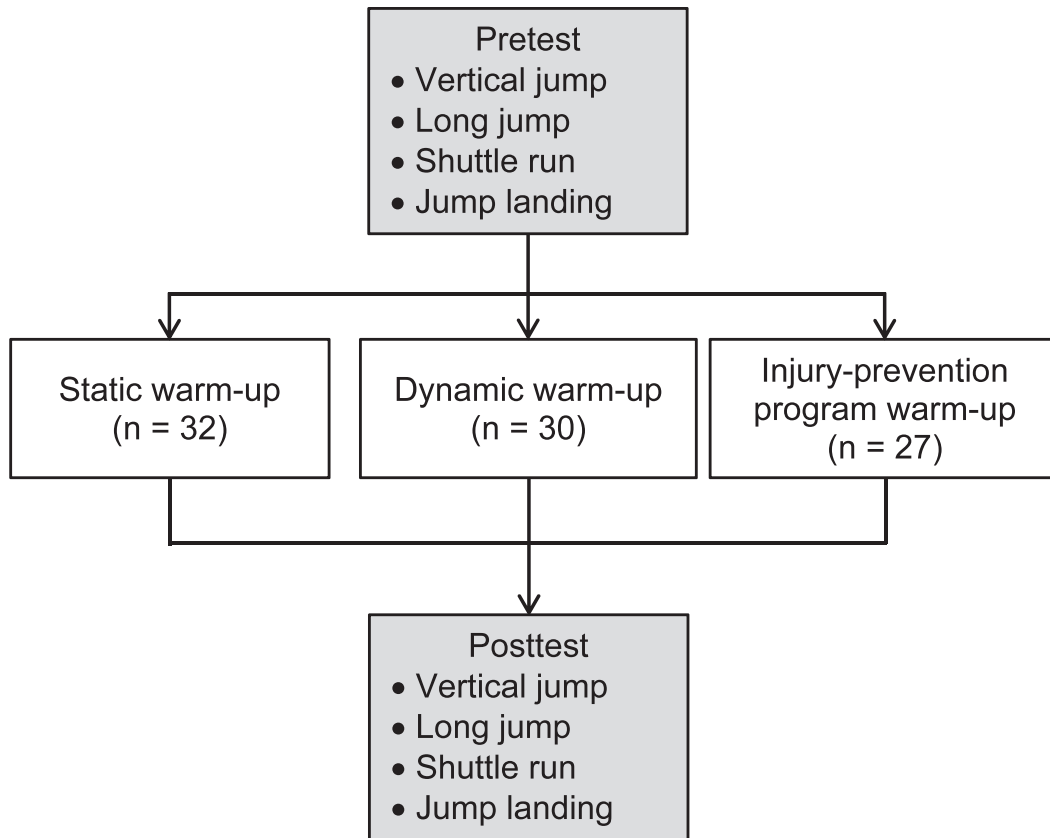 Pretest
• Vertical jump
• Long jump
• Shuttle run
• Jump landing
Static warm-up
(n = 32)
Dynamic warm-up
(n = 30)
Injury-prevention
program warm-up
(n = 27)
Posttest
• Vertical jump
• Long jump
• Shuttle run
• Jump landing